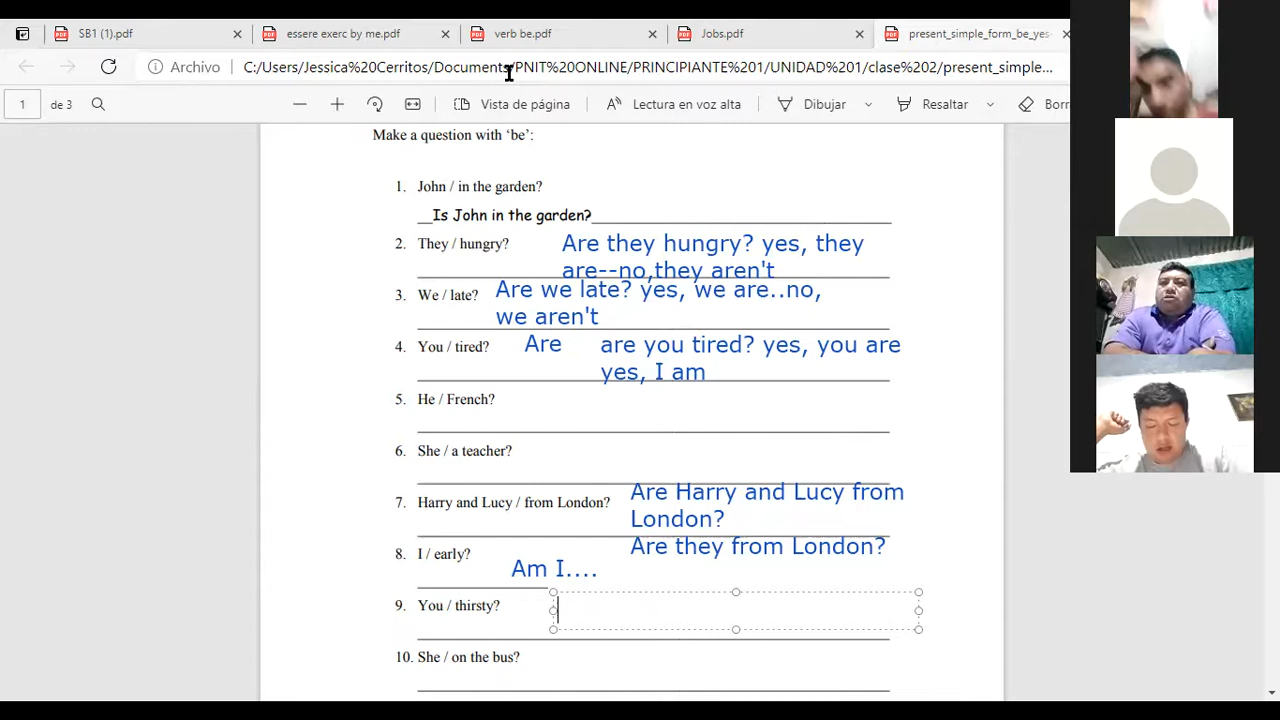 SB1 (1).pdf
essere exerc by me.pdf
verb be.pdf
Jobs.pdf
present_simple_form_be_yes-
Archivo
C:/Users/Jessica%20Cerritos/Documents/PNIT%20ONLINE/PRINCIPIANTE%201/UNIDAD%201/clase%202/present_simple...
1
de 3
Vista de página
Lectura en voz alta
Dibujar
Resaltar
Borr
Make a question with ‘be’:
1. John / in the garden?
__Is John in the garden?
2. They / hungry?
Are they hungry? yes, they
are--no,they aren't
3. We / late?
Are we late? yes, we are..no,
we aren't
4. You / tired?
Are
are you tired? yes, you are
yes, I am
5. He / French?
6. She / a teacher?
7. Harry and Lucy / from London?
Are Harry and Lucy from
London?
Are they from London?
8. I / early?
Am I....
9. You / thirsty?
10. She / on the bus?